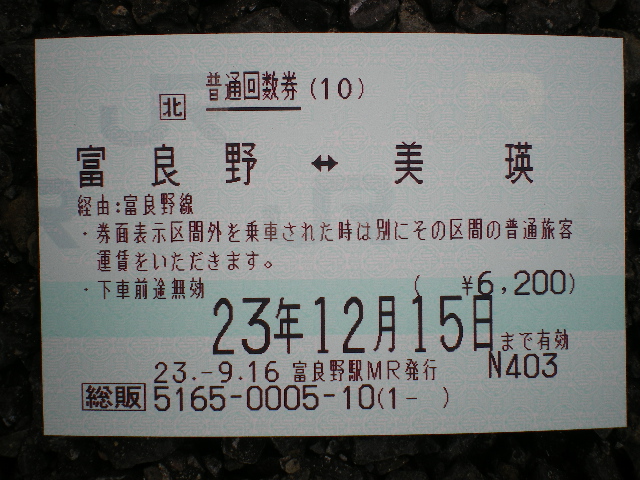 北 普通回数券(10)
富良野 ↔ 美瑛
経由:富良野線
・券面表示区間外を乗車された時は別にその区間の普通旅客
運賃をいただきます。
・下車前途無効 ( ¥6,200)
23年12月15日まで有効
23.-9.16 富良野駅MR発行 N403
総販 5165-0005-10(1- )